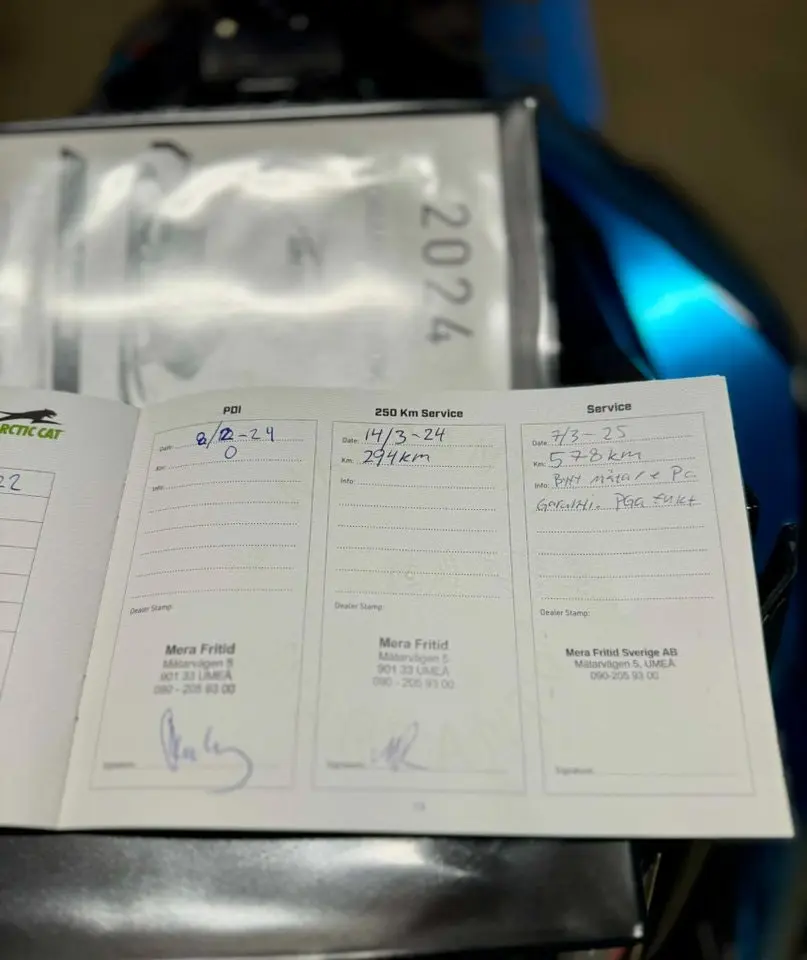 2024
ARCTIC CAT
22
PDI
Date: 8/2-24
Km: 0
Info:
Dealer Stamp:
Mera Fritid
Mätarvägen 5
901 33 UMEÅ
090 - 205 93 00
Signature:
250 Km Service
Date: 14/3-24
Km: 294km
Info:
Dealer Stamp:
Mera Fritid
Mätarvägen 5
901 33 UMEÅ
090 - 205 93 00
Signature:
Service
Date: 7/3-25
Km: 578km
Info: Bytt mätare På
Garanti. PGa fukt
Dealer Stamp:
Mera Fritid Sverige AB
Mätarvägen 5, UMEÅ
090-205 93 00
Signature: